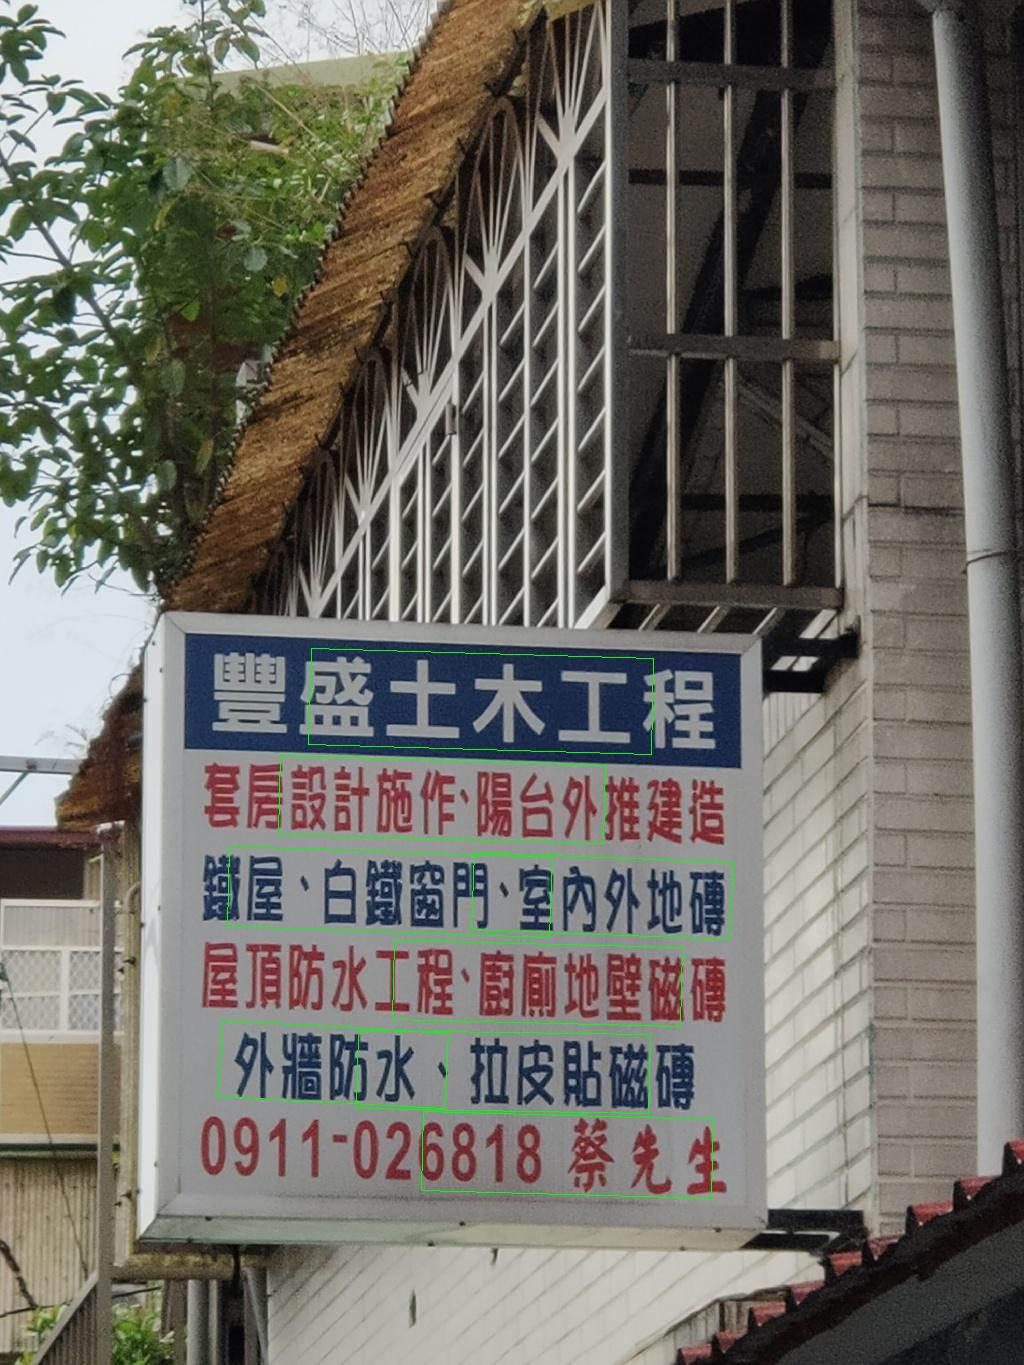 豐盛土木工程
套房設計施作、陽台外推建造
鐵屋、白鐵窗門、室內外地磚
屋頂防水工程、廚廁地壁磁磚
外牆防水、拉皮貼磁磚
0911-026818 蔡先生